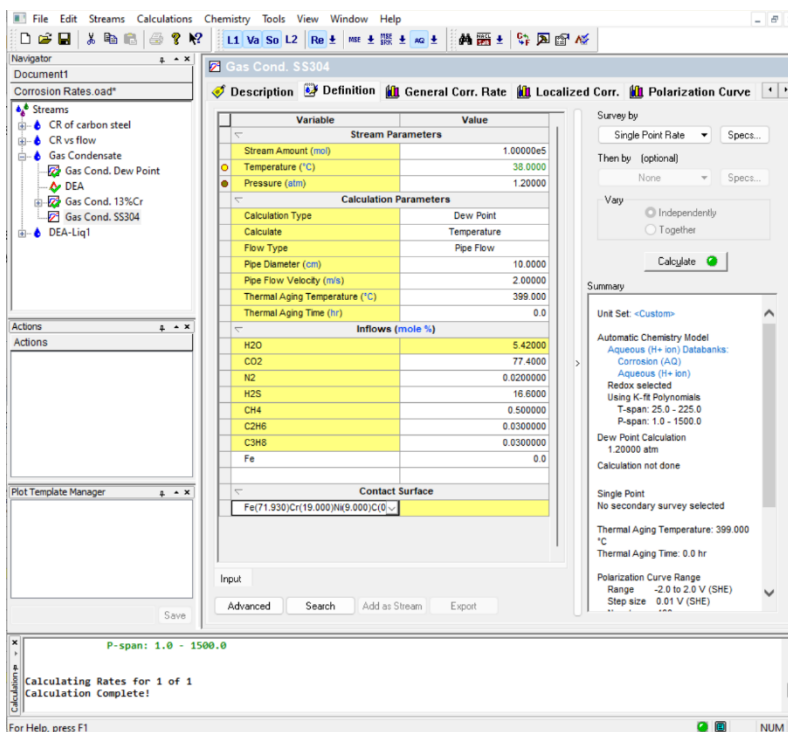 File Edit Streams Calculations Chemistry Tools View Window Help
L1 Va So L2 Re MSE MSE SRK AQ
Navigator
Document1
Corrosion Rates.oad*
Streams
CR of carbon steel
CR vs flow
Gas Condensate
Gas Cond. Dew Point
DEA
Gas Cond. 13%Cr
Gas Cond. SS304
DEA-Liq1
Actions
Actions
Plot Template Manager
Save
Gas Cond. SS304
Description Definition General Corr. Rate Localized Corr. Polarization Curve
Variable Value
Stream Parameters
Stream Amount (mol) 1.00000e5
Temperature (°C) 38.0000
Pressure (atm) 1.20000
Calculation Parameters
Calculation Type Dew Point
Calculate Temperature
Flow Type Pipe Flow
Pipe Diameter (cm) 10.0000
Pipe Flow Velocity (m/s) 2.00000
Thermal Aging Temperature (°C) 399.000
Thermal Aging Time (hr) 0.0
Inflows (mole %)
H2O 5.42000
CO2 77.4000
N2 0.0200000
H2S 16.6000
CH4 0.500000
C2H6 0.0300000
C3H8 0.0300000
Fe 0.0
Contact Surface
Fe(71.930)Cr(19.000)Ni(9.000)C(0
Input
Advanced Search Add as Stream Export
Survey by
Single Point Rate Specs...
Then by (optional)
None Specs...
Vary
Independently
Together
Calculate
Summary
Unit Set: <Custom>
Automatic Chemistry Model
Aqueous (H+ ion) Databanks:
Corrosion (AQ)
Aqueous (H+ ion)
Redox selected
Using K-fit Polynomials
T-span: 25.0 - 225.0
P-span: 1.0 - 1500.0
Dew Point Calculation
1.20000 atm
Calculation not done
Single Point
No secondary survey selected
Thermal Aging Temperature: 399.000
°C
Thermal Aging Time: 0.0 hr
Polarization Curve Range
Range -2.0 to 2.0 V (SHE)
Step size 0.01 V (SHE)
P-span: 1.0 - 1500.0
Calculating Rates for 1 of 1
Calculation Complete!
Calculation
For Help, press F1 NUM